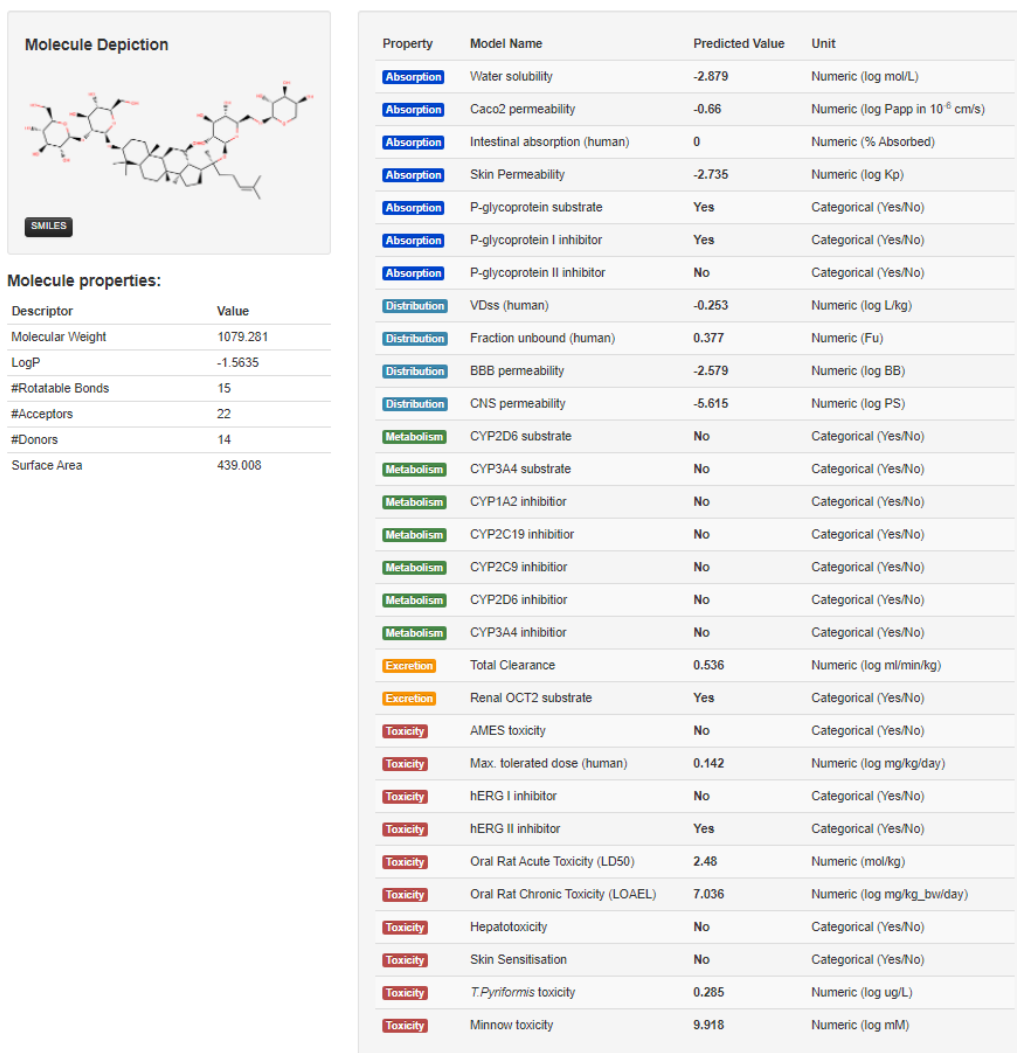 Molecule Depiction
SMILES
Molecule properties:
Descriptor Value
Molecular Weight 1079.281
LogP -1.5635
#Rotatable Bonds 15
#Acceptors 22
#Donors 14
Surface Area 439.008
Property Model Name Predicted Value Unit
Absorption Water solubility -2.879 Numeric (log mol/L)
Absorption Caco2 permeability -0.66 Numeric (log Papp in 10⁻⁶ cm/s)
Absorption Intestinal absorption (human) 0 Numeric (% Absorbed)
Absorption Skin Permeability -2.735 Numeric (log Kp)
Absorption P-glycoprotein substrate Yes Categorical (Yes/No)
Absorption P-glycoprotein I inhibitor Yes Categorical (Yes/No)
Absorption P-glycoprotein II inhibitor No Categorical (Yes/No)
Distribution VDss (human) -0.253 Numeric (log L/kg)
Distribution Fraction unbound (human) 0.377 Numeric (Fu)
Distribution BBB permeability -2.579 Numeric (log BB)
Distribution CNS permeability -5.615 Numeric (log PS)
Metabolism CYP2D6 substrate No Categorical (Yes/No)
Metabolism CYP3A4 substrate No Categorical (Yes/No)
Metabolism CYP1A2 inhibitior No Categorical (Yes/No)
Metabolism CYP2C19 inhibitior No Categorical (Yes/No)
Metabolism CYP2C9 inhibitior No Categorical (Yes/No)
Metabolism CYP2D6 inhibitior No Categorical (Yes/No)
Metabolism CYP3A4 inhibitior No Categorical (Yes/No)
Excretion Total Clearance 0.536 Numeric (log ml/min/kg)
Excretion Renal OCT2 substrate Yes Categorical (Yes/No)
Toxicity AMES toxicity No Categorical (Yes/No)
Toxicity Max. tolerated dose (human) 0.142 Numeric (log mg/kg/day)
Toxicity hERG I inhibitor No Categorical (Yes/No)
Toxicity hERG II inhibitor Yes Categorical (Yes/No)
Toxicity Oral Rat Acute Toxicity (LD50) 2.48 Numeric (mol/kg)
Toxicity Oral Rat Chronic Toxicity (LOAEL) 7.036 Numeric (log mg/kg_bw/day)
Toxicity Hepatotoxicity No Categorical (Yes/No)
Toxicity Skin Sensitisation No Categorical (Yes/No)
Toxicity T.Pyriformis toxicity 0.285 Numeric (log ug/L)
Toxicity Minnow toxicity 9.918 Numeric (log mM)